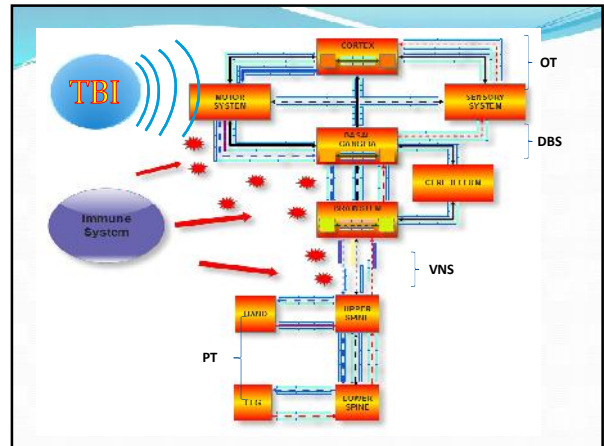 CORTEX
OT
TBI
MOTOR
SYSTEM
SENSORY
SYSTEM
BASAL
GANGLIA
DBS
CEREBELLUM
Immune
System
BRAINSTEM
VNS
HAND
UPPER
SPINE
PT
LEG
LOWER
SPINE